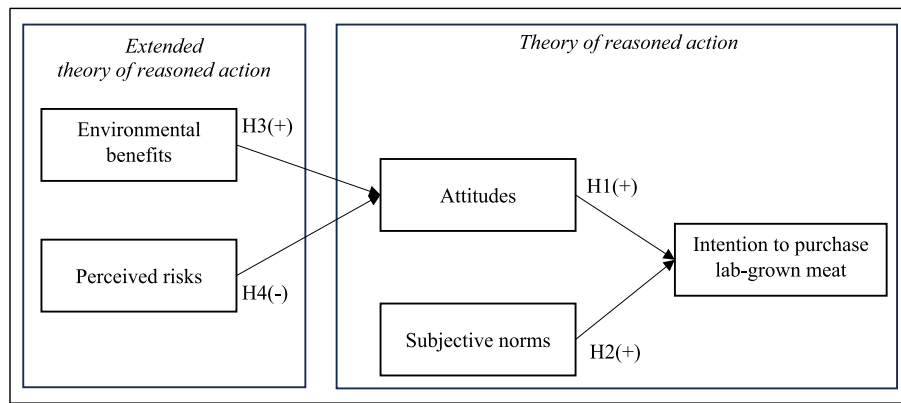 Extended
theory of reasoned action
Theory of reasoned action
Environmental
benefits
H3(+)
Attitudes
H1(+)
Intention to purchase
lab-grown meat
Perceived risks
H4(-)
Subjective norms
H2(+)